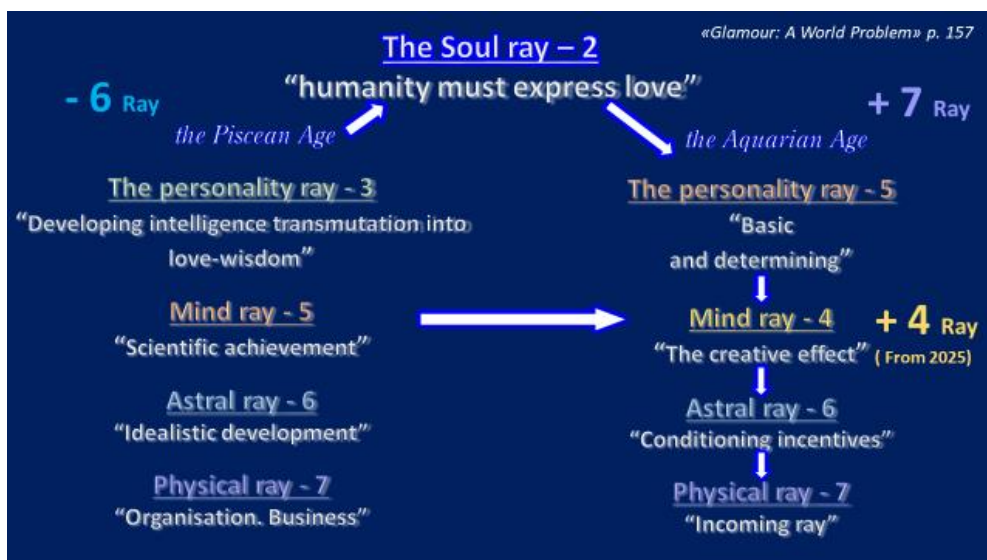 «Glamour: A World Problem» p. 157
The Soul ray – 2
“humanity must express love”
- 6 Ray
the Piscean Age
+ 7 Ray
the Aquarian Age
The personality ray - 3
“Developing intelligence transmutation into
love-wisdom”
Mind ray - 5
“Scientific achievement”
Astral ray - 6
“Idealistic development”
Physical ray - 7
“Organisation. Business”
The personality ray - 5
“Basic
and determining”
Mind ray - 4
“The creative effect”
+ 4 Ray
( From 2025)
Astral ray - 6
“Conditioning incentives”
Physical ray - 7
“Incoming ray”